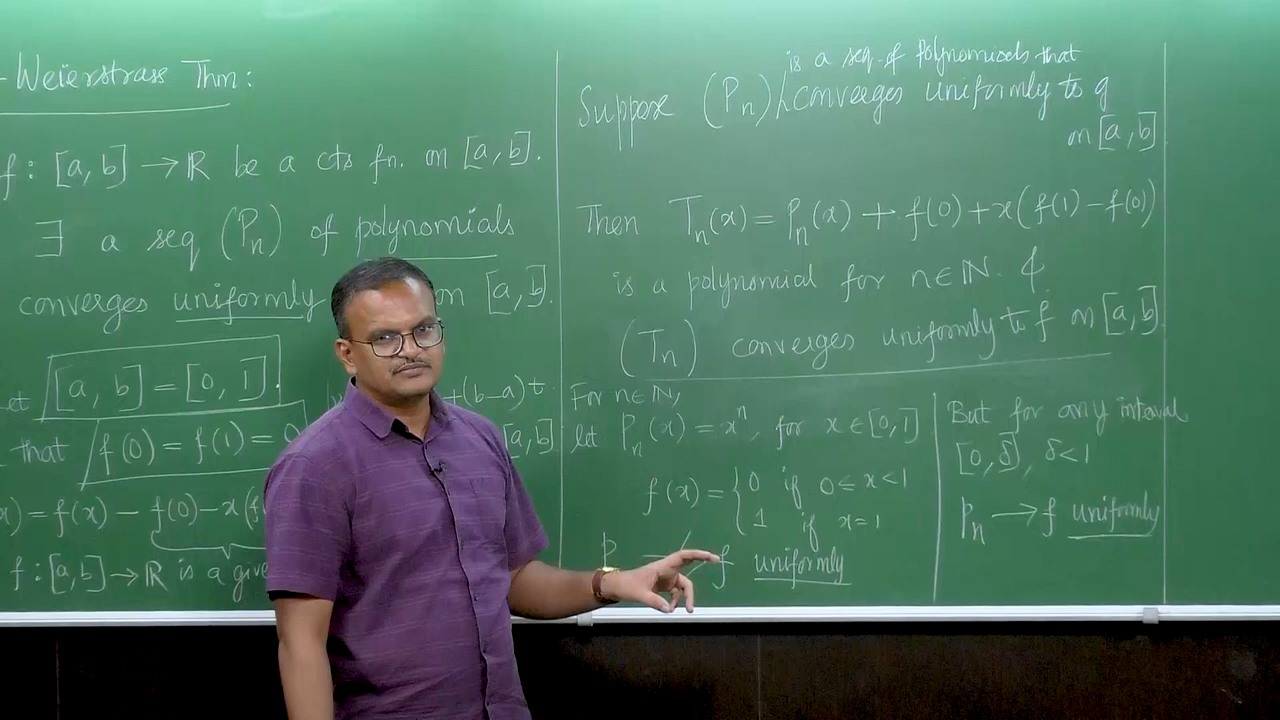 - Weierstrass Thm:
f : [a, b] → ℝ be a cts fn. on [a, b].
∃ a seq (Pn) of polynomials
converges uniformly on [a, b].
et [a, b] = [0, 1].
+(b-a)t
that f(0) = f(1) = 0
[a, b]
x) = f(x) - f(0) - x(f
f : [a,b] → ℝ is a give
is a seq. of polynomials that
Suppose (Pn) converges uniformly to g
on [a, b]
Then Tn(x) = Pn(x) + f(0) + x(f(1) - f(0))
is a polynomial for n∈ℕ. &
(Tn) converges uniformly to f on [a, b]
For n∈ℕ,
let Pn(x) = xⁿ, for x∈[0,1]
f(x) = { 0 if 0 ≤ x < 1
1 if x = 1
P ↛ f uniformly
But for any interval
[0, δ], δ < 1
Pn → f uniformly